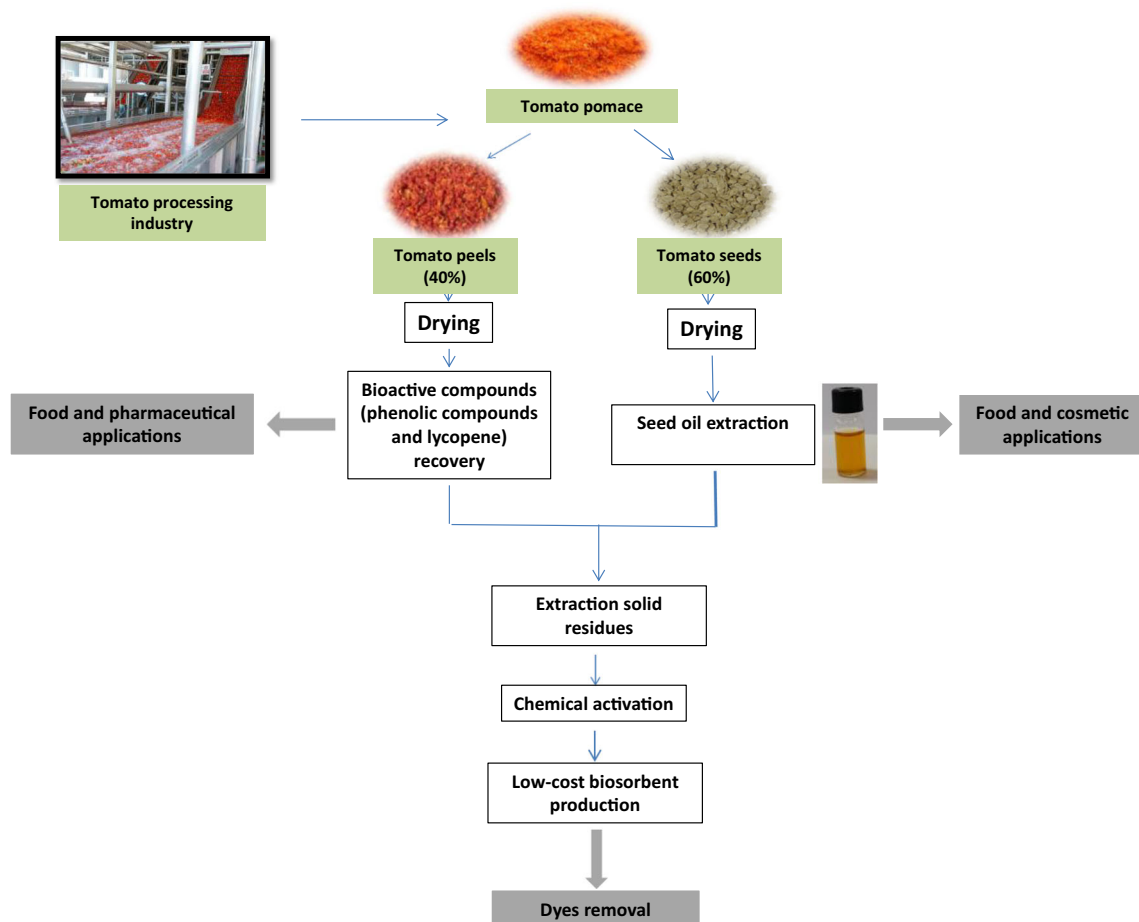 Tomato pomace
Tomato processing
industry
Tomato peels
(40%)
Tomato seeds
(60%)
Drying
Drying
Bioactive compounds
(phenolic compounds
and lycopene)
recovery
Food and pharmaceutical
applications
Seed oil extraction
Food and cosmetic
applications
Extraction solid
residues
Chemical activation
Low-cost biosorbent
production
Dyes removal